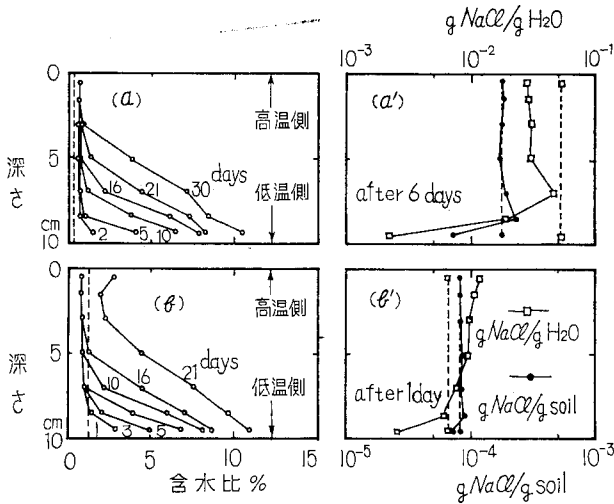 g NaCl/g H2O
10^-3 10^-2 10^-1
0
(a)
高温側
低温側
16 21 30 days
2 5, 10
深さ
5
cm
10
(a')
after 6 days
0
(b)
高温側
低温側
10 16 21 days
1 3 5
深さ
5
cm
10
0 5 10 15
含水比 %
(b')
after 1 day
g NaCl/g H2O
g NaCl/g soil
10^-5 10^-4 10^-3
g NaCl/g soil